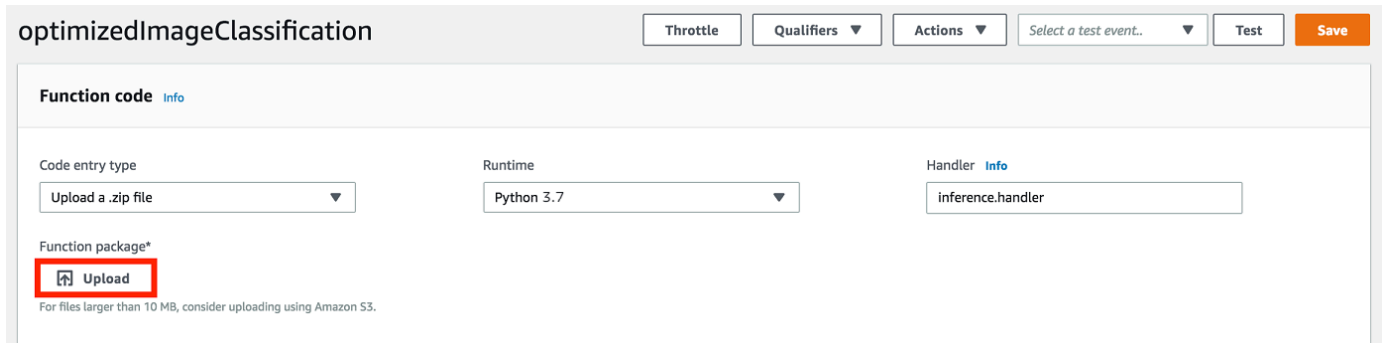 optimizedImageClassification
Throttle
Qualifiers
Actions
Select a test event..
Test
Save
Function code Info
Code entry type
Upload a .zip file
Runtime
Python 3.7
Handler Info
inference.handler
Function package*
Upload
For files larger than 10 MB, consider uploading using Amazon S3.